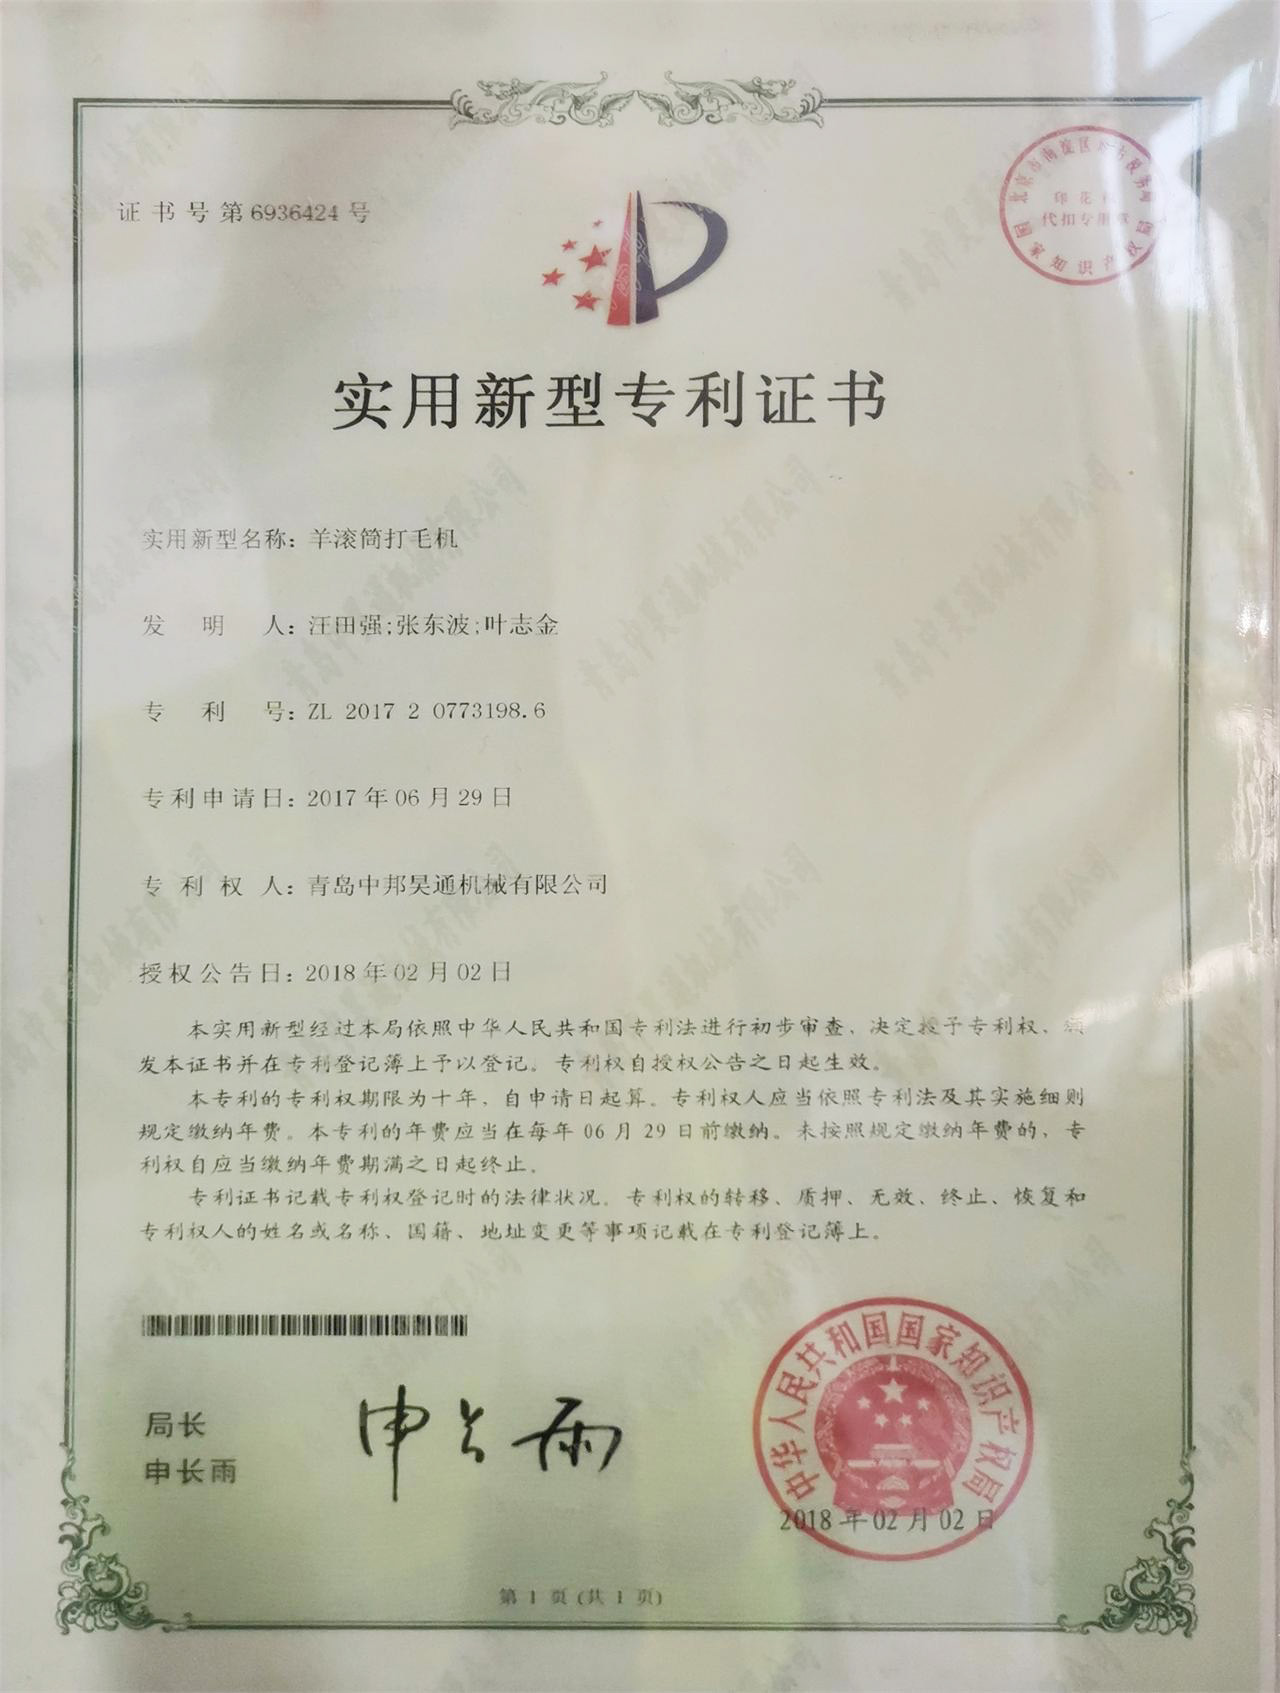 证书号第6936424号
印花
代扣专用章
国家知识产权局
实用新型专利证书
实用新型名称：羊滚筒打毛机
发明人：汪田强;张东波;叶志金
专利号：ZL 2017 2 0773198.6
专利申请日：2017年06月29日
专利权人：青岛中邦昊通机械有限公司
授权公告日：2018年02月02日
本实用新型经过本局依照中华人民共和国专利法进行初步审查，决定授予专利权，颁
发本证书并在专利登记簿上予以登记。专利权自授权公告之日起生效。
本专利的专利权期限为十年，自申请日起算。专利权人应当依照专利法及其实施细则
规定缴纳年费。本专利的年费应当在每年06月29日前缴纳。未按照规定缴纳年费的，专
利权自应当缴纳年费期满之日起终止。
专利证书记载专利权登记时的法律状况。专利权的转移、质押、无效、终止、恢复和
专利权人的姓名或名称、国籍、地址变更等事项记载在专利登记簿上。
局长
申长雨
申长雨
中华人民共和国国家知识产权局
2018年02月02日
第1页(共1页)